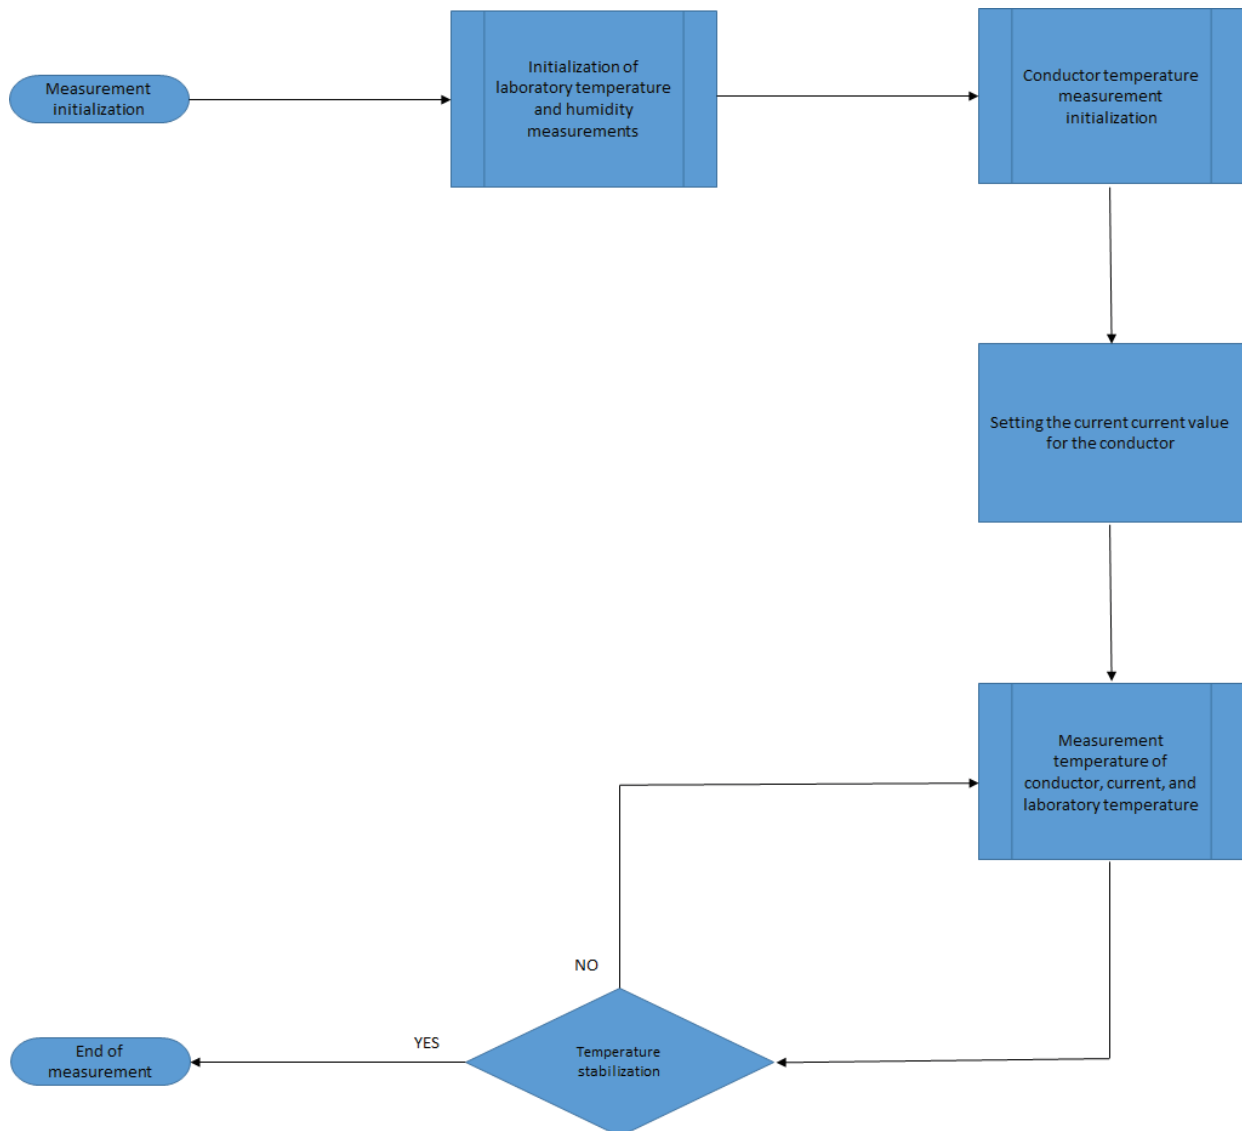 Measurement
initialization
Initialization of
laboratory temperature
and humidity
measurements
Conductor temperature
measurement
initialization
Setting the current current value
for the conductor
Measurement
temperature of
conductor, current, and
laboratory temperature
NO
YES
Temperature
stabilization
End of
measurement